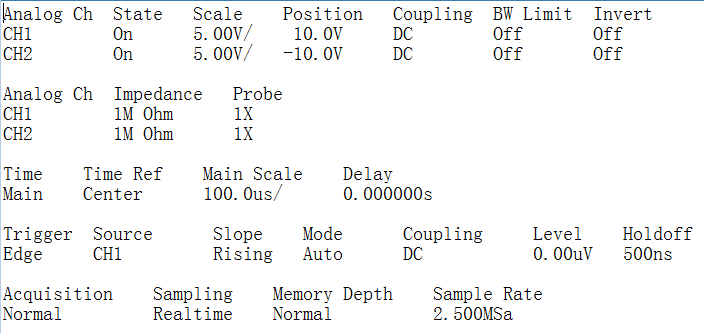 Analog Ch  State   Scale    Position   Coupling  BW Limit  Invert
CH1        On      5.00V/    10.0V     DC        Off       Off
CH2        On      5.00V/   -10.0V     DC        Off       Off
Analog Ch  Impedance   Probe
CH1        1M Ohm      1X
CH2        1M Ohm      1X
Time    Time Ref    Main Scale    Delay
Main    Center      100.0us/      0.000000s
Trigger  Source      Slope    Mode      Coupling     Level    Holdoff
Edge     CH1         Rising   Auto      DC           0.00uV   500ns
Acquisition    Sampling    Memory Depth    Sample Rate
Normal         Realtime    Normal          2.500MSa